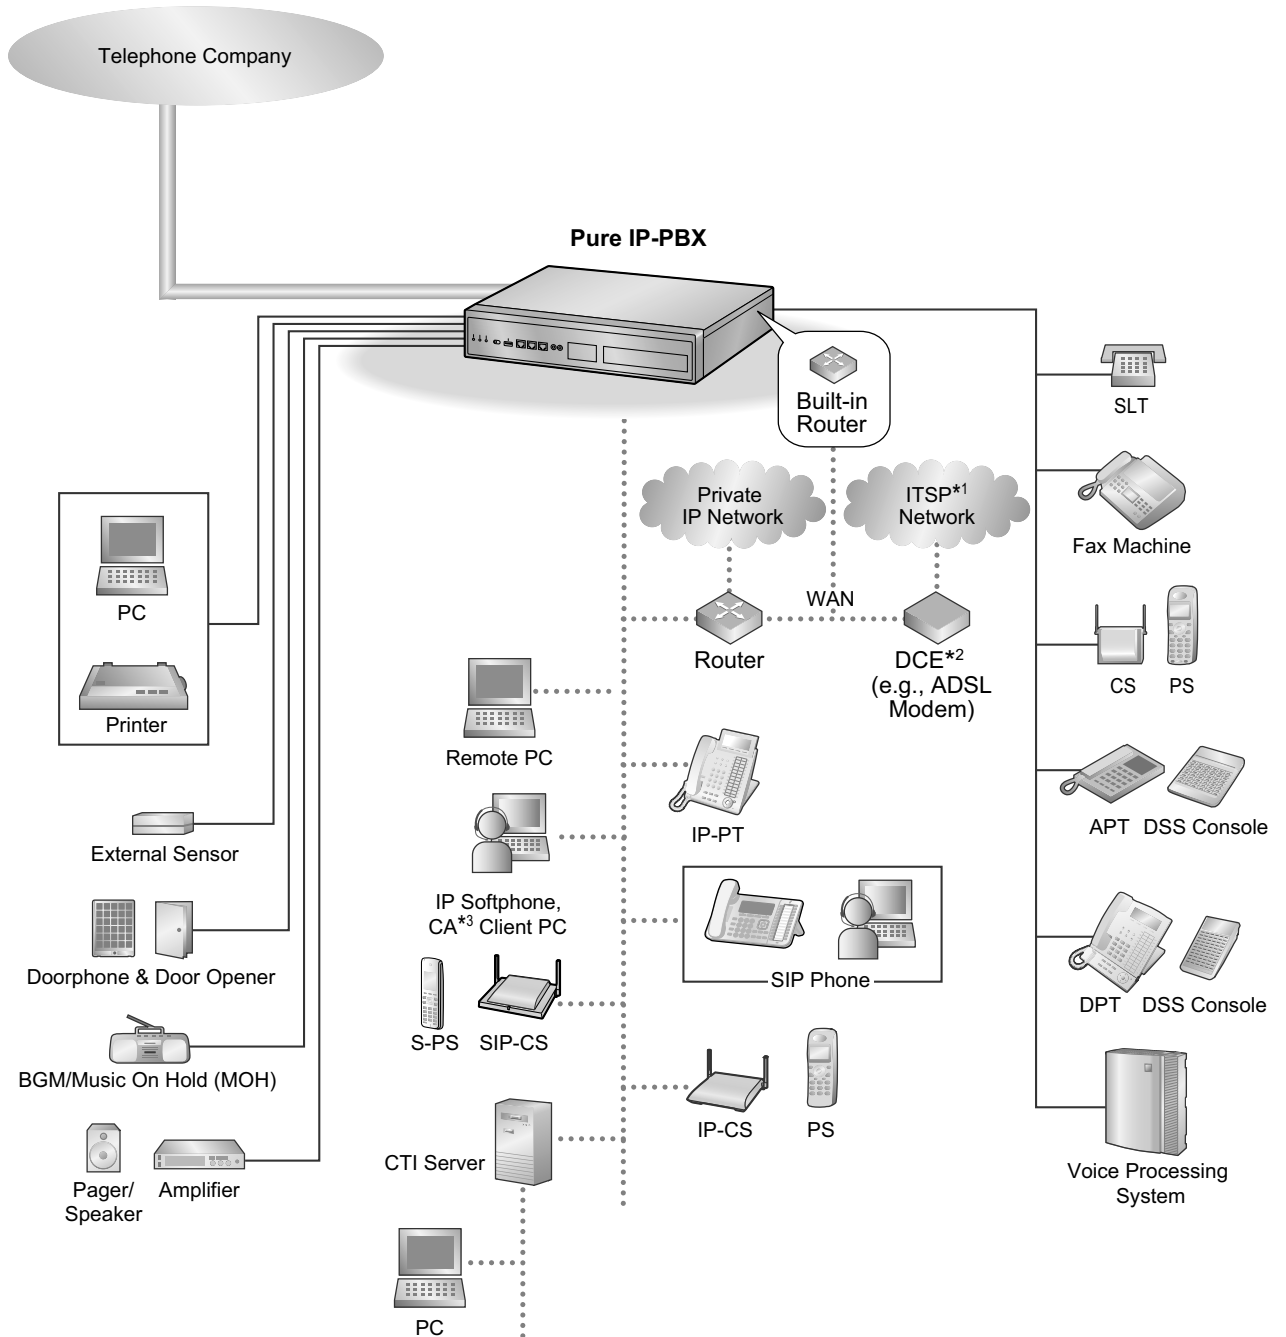 Telephone Company
Pure IP-PBX
Built-in
Router
SLT
Private
IP Network
ITSP*1
Network
Fax Machine
PC
Printer
WAN
Router
DCE*2
(e.g., ADSL
Modem)
CS
PS
Remote PC
IP-PT
APT
DSS Console
External Sensor
IP Softphone,
CA*3 Client PC
SIP Phone
Doorphone & Door Opener
DPT
DSS Console
S-PS
SIP-CS
BGM/Music On Hold (MOH)
IP-CS
PS
CTI Server
Voice Processing
System
Pager/
Speaker
Amplifier
PC